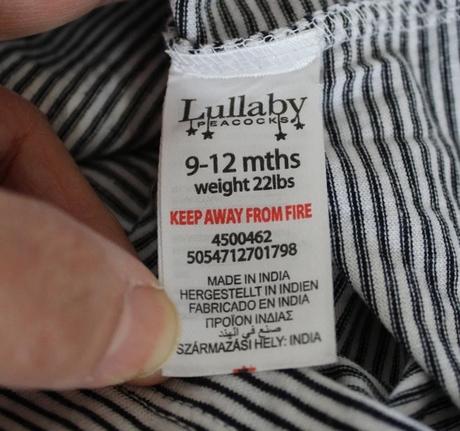 Lullaby
PEACOCKS
9-12 mths
weight 22lbs
KEEP AWAY FROM FIRE
4500462
5054712701798
MADE IN INDIA
HERGESTELLT IN INDIEN
FABRICADO EN INDIA
ΠΡΟΪΟΝ ΙΝΔΙΑΣ
صنع في الهند
SZÁRMAZÁSI HELY: INDIA